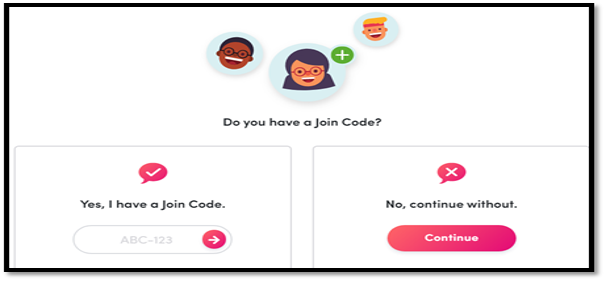 Do you have a Join Code?
Yes, I have a Join Code.
ABC-123
No, continue without.
Continue